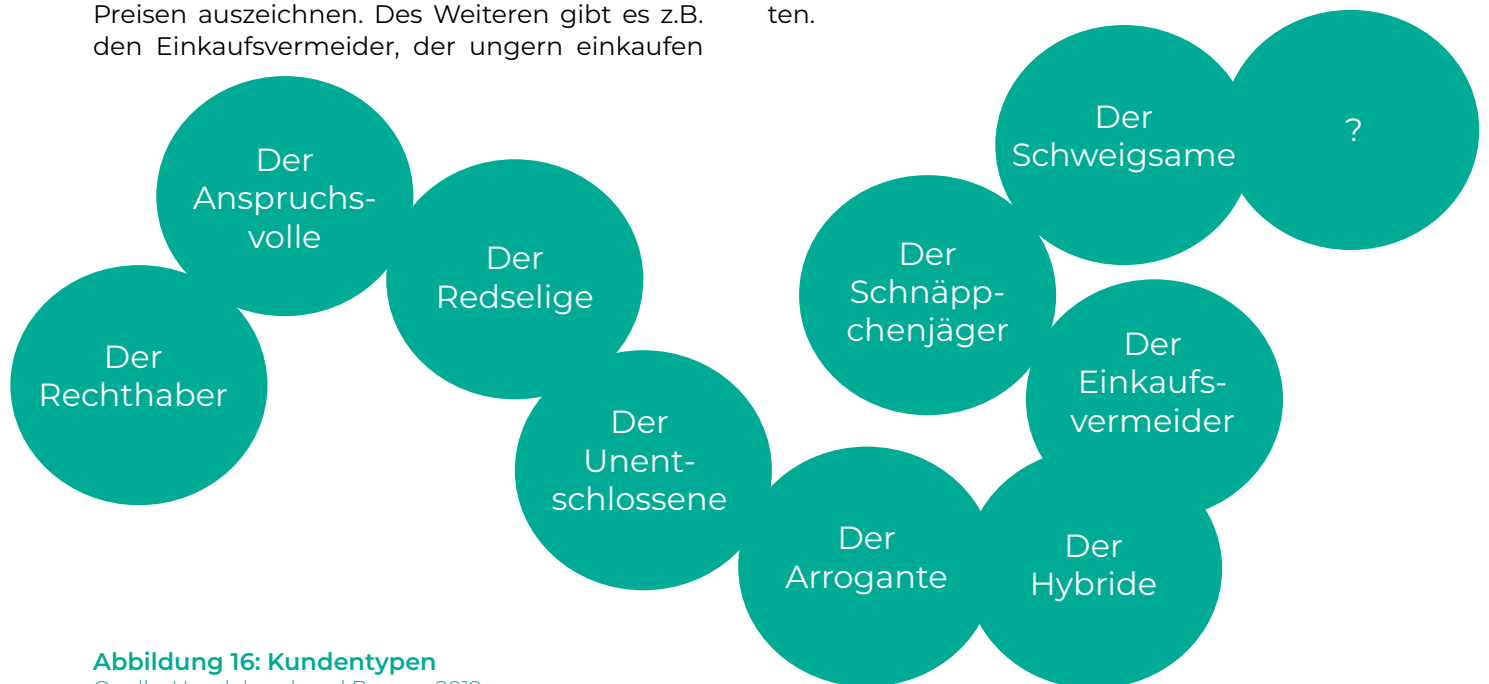 Preisen auszeichnen. Des Weiteren gibt es z.B.
den Einkaufsvermeider, der ungern einkaufen
ten.
Der
Rechthaber
Der
Anspruchs-
volle
Der
Redselige
Der
Unent-
schlossene
Der
Arrogante
Der
Hybride
Der
Einkaufs-
vermeider
Der
Schnäpp-
chenjäger
Der
Schweigsame
?
Abbildung 16: Kundentypen